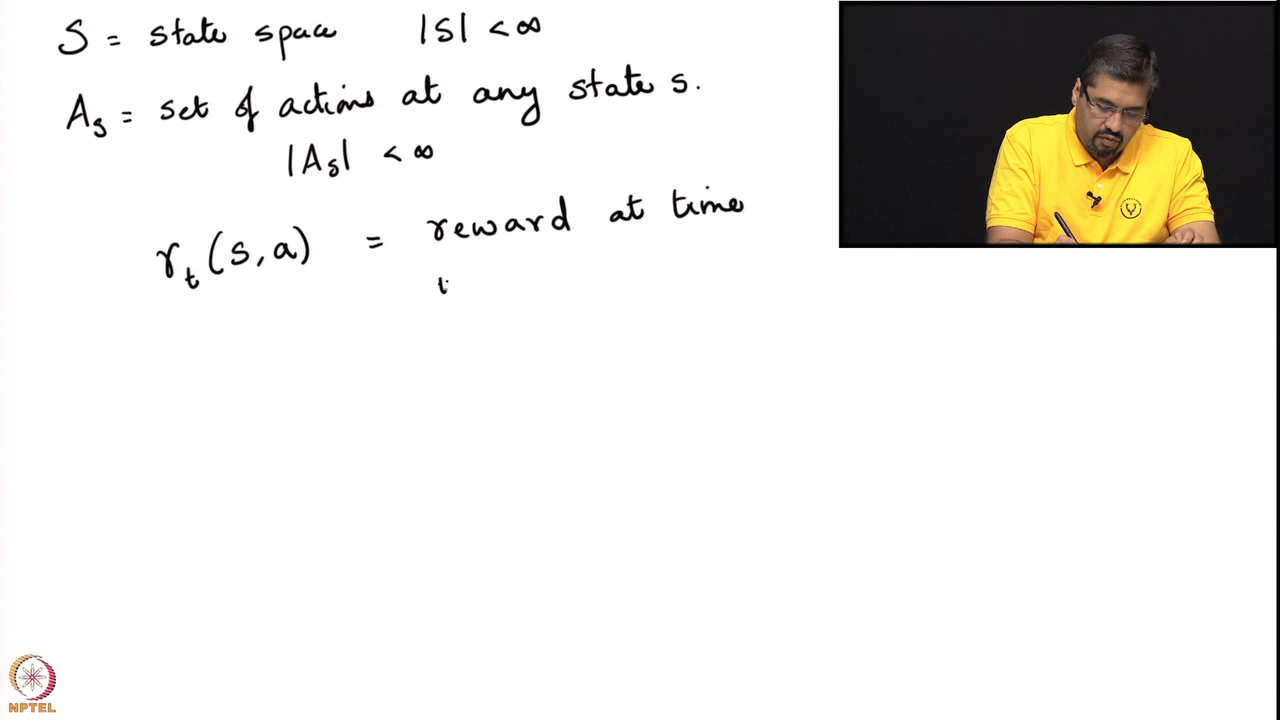 S = state space |S| < ∞
A_s = set of actions at any state s.
|A_s| < ∞
r_t (s, a) = reward at time
t
NPTEL